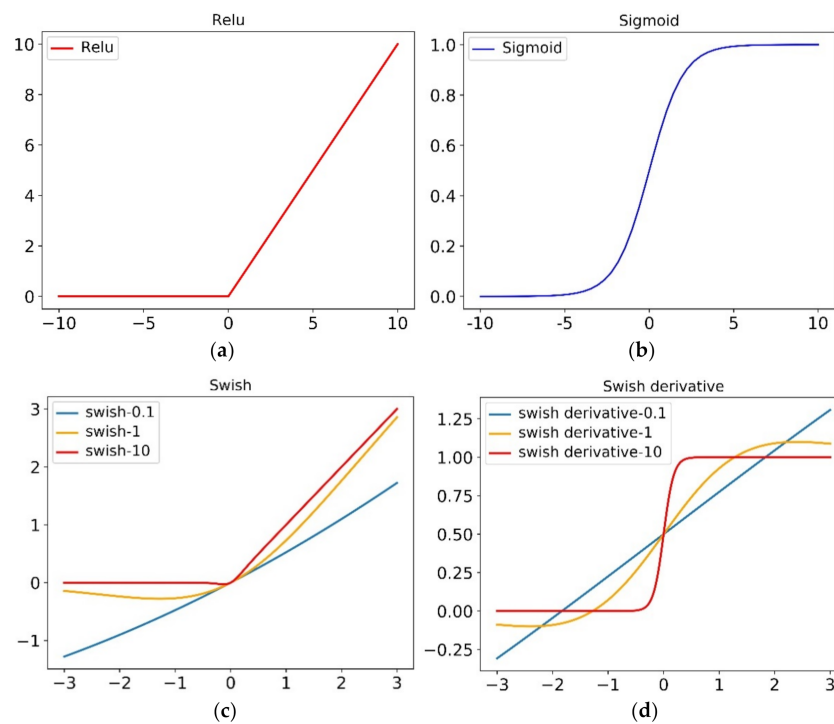 Relu
Relu
10
8
6
4
2
0
−10 −5 0 5 10
(a)
Sigmoid
Sigmoid
1.0
0.8
0.6
0.4
0.2
0.0
-10 -5 0 5 10
(b)
Swish
swish-0.1
swish-1
swish-10
3
2
1
0
−1
−3 −2 −1 0 1 2 3
(c)
Swish derivative
swish derivative-0.1
swish derivative-1
swish derivative-10
1.25
1.00
0.75
0.50
0.25
0.00
−0.25
−3 −2 −1 0 1 2 3
(d)